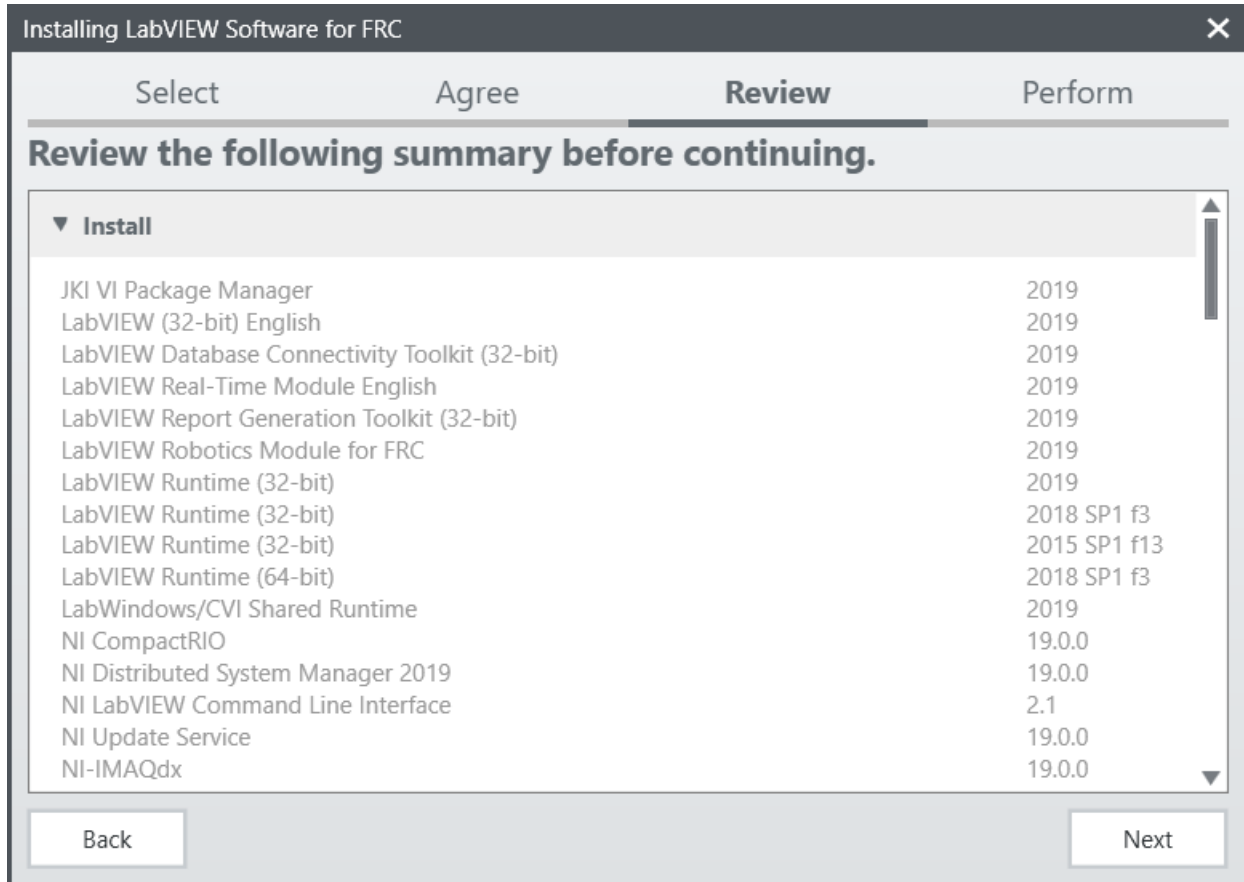 Installing LabVIEW Software for FRC
Select Agree Review Perform
Review the following summary before continuing.
Install
JKI VI Package Manager 2019
LabVIEW (32-bit) English 2019
LabVIEW Database Connectivity Toolkit (32-bit) 2019
LabVIEW Real-Time Module English 2019
LabVIEW Report Generation Toolkit (32-bit) 2019
LabVIEW Robotics Module for FRC 2019
LabVIEW Runtime (32-bit) 2019
LabVIEW Runtime (32-bit) 2018 SP1 f3
LabVIEW Runtime (32-bit) 2015 SP1 f13
LabVIEW Runtime (64-bit) 2018 SP1 f3
LabWindows/CVI Shared Runtime 2019
NI CompactRIO 19.0.0
NI Distributed System Manager 2019 19.0.0
NI LabVIEW Command Line Interface 2.1
NI Update Service 19.0.0
NI-IMAQdx 19.0.0
Back Next